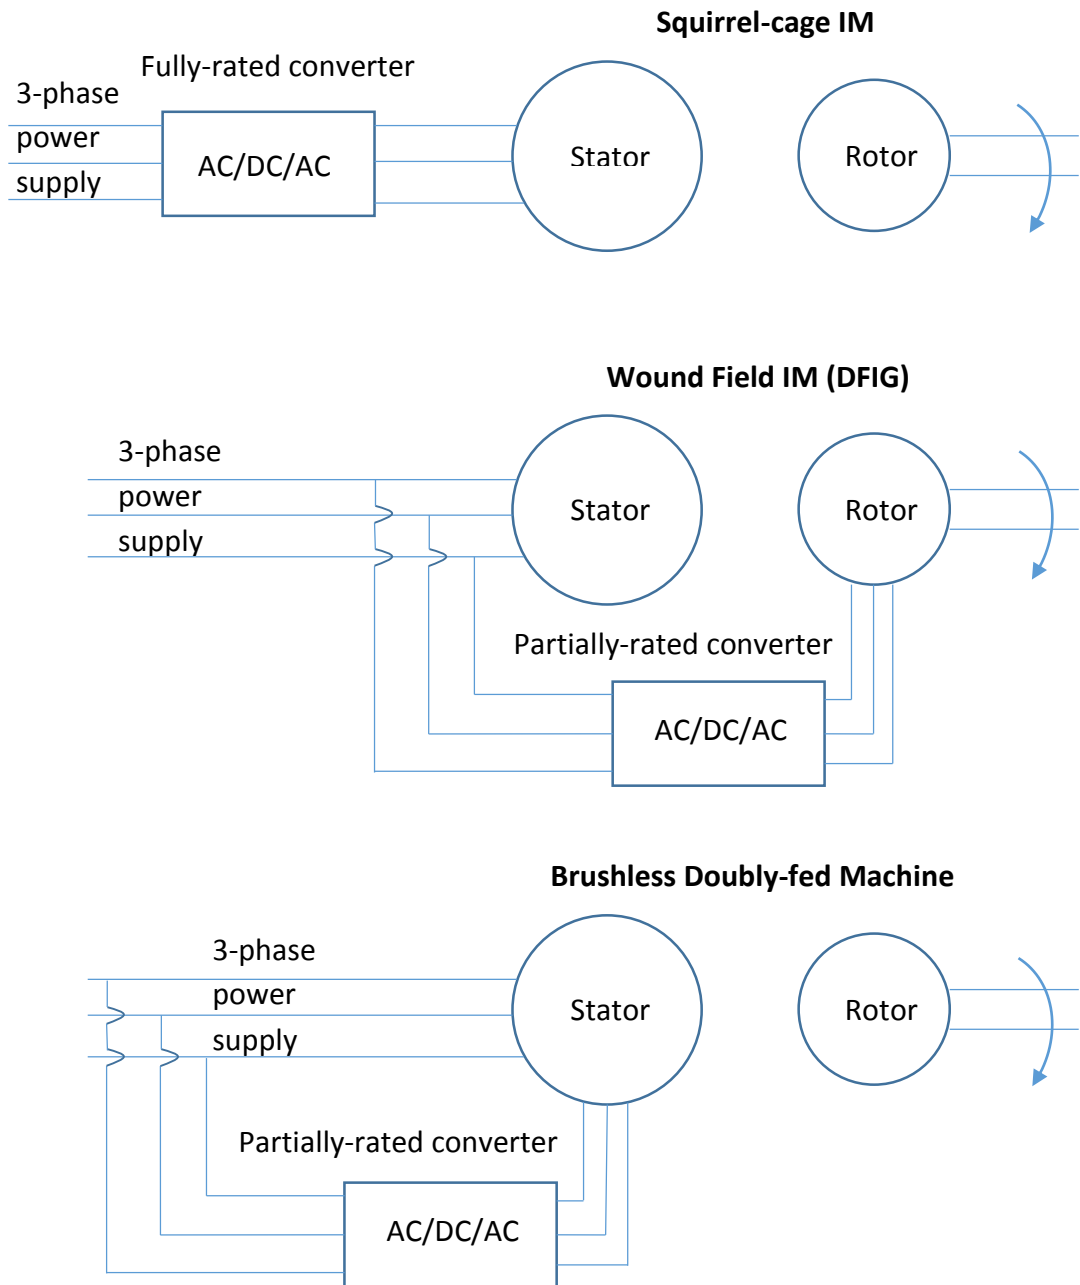 Squirrel-cage IM
Fully-rated converter
3-phase
power
supply
AC/DC/AC
Stator
Rotor
Wound Field IM (DFIG)
3-phase
power
supply
Stator
Rotor
Partially-rated converter
AC/DC/AC
Brushless Doubly-fed Machine
3-phase
power
supply
Stator
Rotor
Partially-rated converter
AC/DC/AC